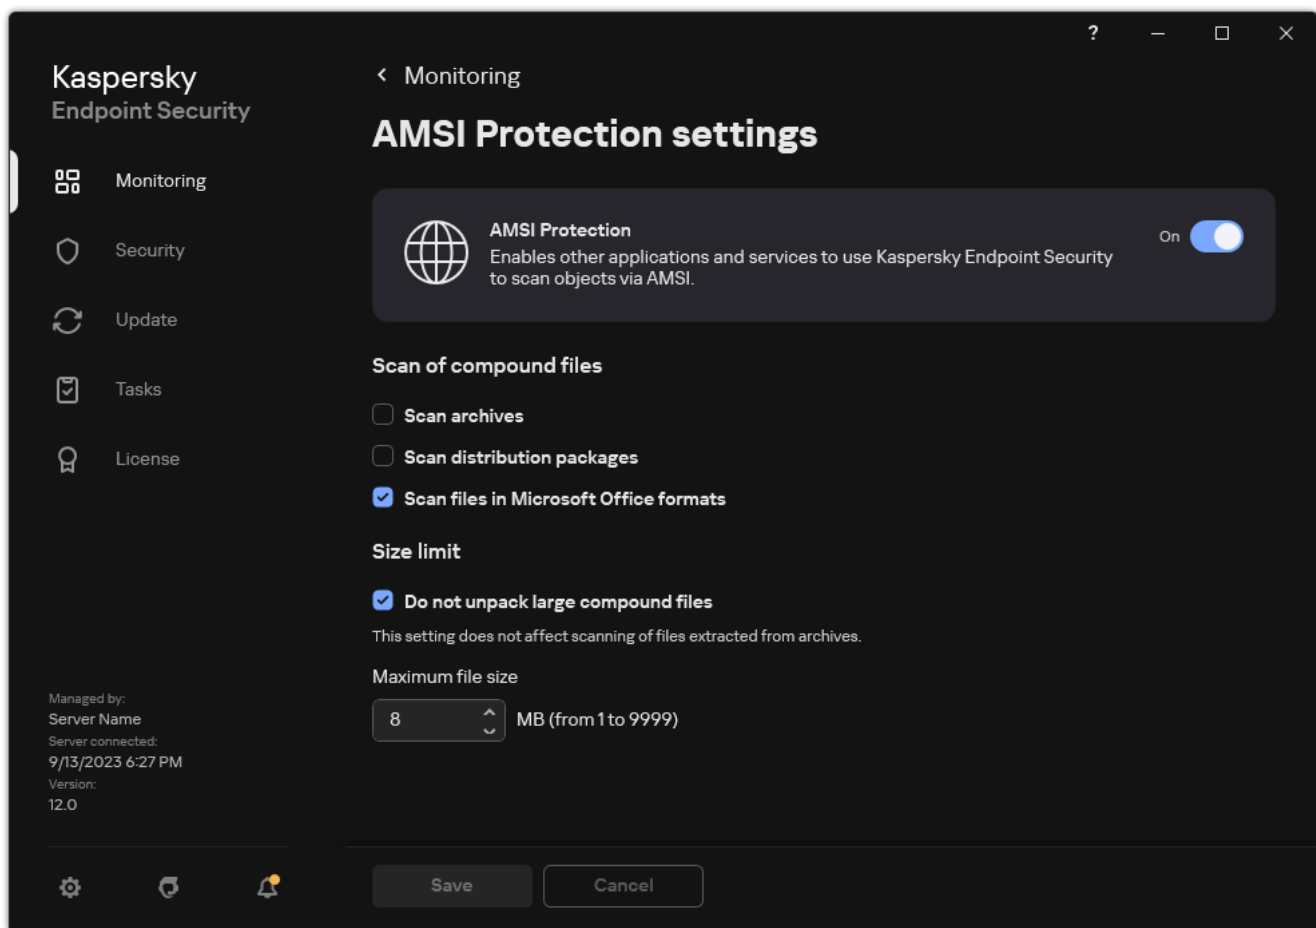 ?
Kaspersky
Endpoint Security
Monitoring
Security
Update
Tasks
License
Managed by:
Server Name
Server connected:
9/13/2023 6:27 PM
Version:
12.0
Monitoring
AMSI Protection settings
AMSI Protection
Enables other applications and services to use Kaspersky Endpoint Security
to scan objects via AMSI.
On
Scan of compound files
Scan archives
Scan distribution packages
Scan files in Microsoft Office formats
Size limit
Do not unpack large compound files
This setting does not affect scanning of files extracted from archives.
Maximum file size
8 MB (from 1 to 9999)
Save Cancel